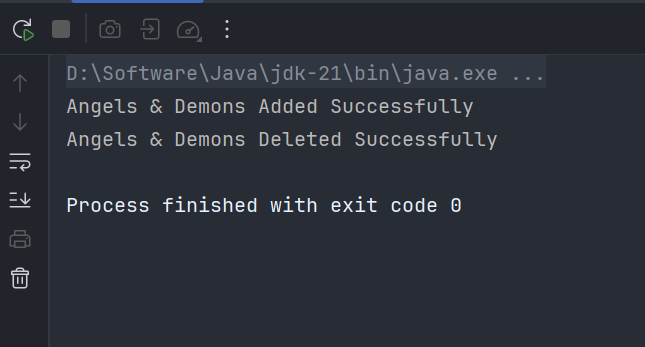 D:\Software\Java\jdk-21\bin\java.exe ...
Angels & Demons Added Successfully
Angels & Demons Deleted Successfully
Process finished with exit code 0